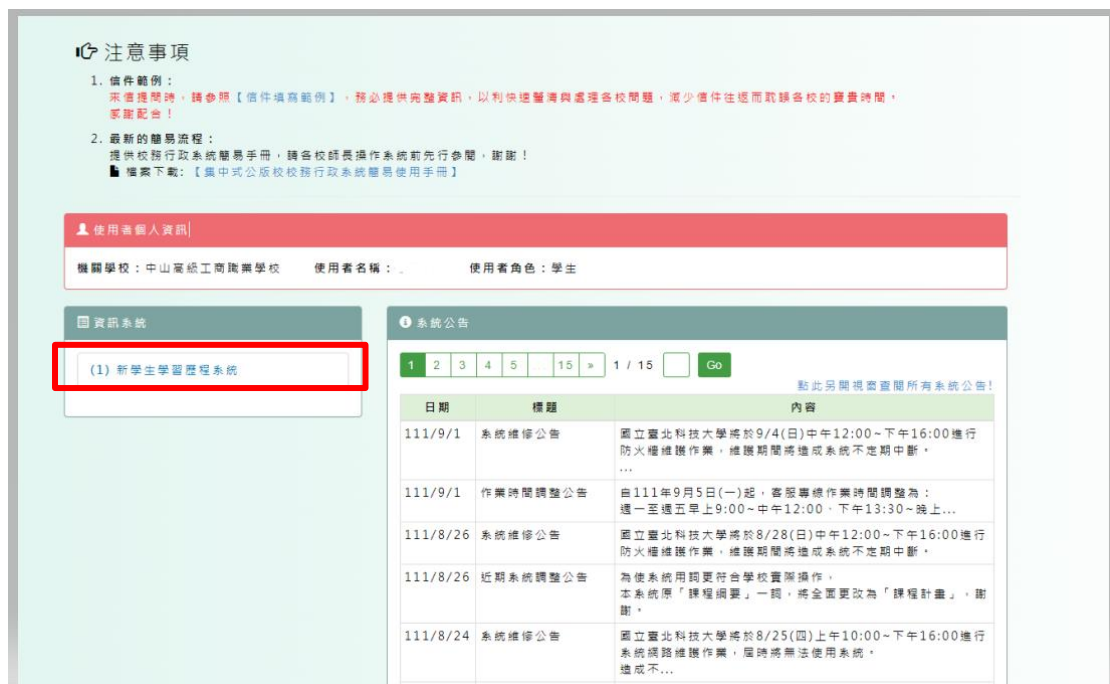 注意事項
1. 信件範例：
來信提問時，請參照【信件填寫範例】，務必提供完整資訊，以利快速釐清與處理各校問題，減少信件往返而耽誤各校的寶貴時間，
感謝配合！
2. 最新的簡易流程：
提供校務行政系統簡易手冊，請各校師長操作系統前先行參閱，謝謝！
檔案下載:【集中式公版校校務行政系統簡易使用手冊】
使用者個人資訊
機關學校：中山高級工商職業學校 使用者名稱： 使用者角色：學生
資訊系統
(1) 新學生學習歷程系統
系統公告
1 2 3 4 5 15 » 1 / 15 Go
點此另開視窗查閱所有系統公告!
日期 標題 內容
111/9/1 系統維修公告 國立臺北科技大學將於9/4(日)中午12:00~下午16:00進行
防火牆維護作業，維護期間將造成系統不定期中斷。
...
111/9/1 作業時間調整公告 自111年9月5日(一)起，客服專線作業時間調整為：
週一至週五早上9:00~中午12:00、下午13:30~晚上...
111/8/26 系統維修公告 國立臺北科技大學將於8/28(日)中午12:00~下午16:00進行
防火牆維護作業，維護期間將造成系統不定期中斷。
111/8/26 近期系統調整公告 為使系統用詞更符合學校實際操作，
本系統原「課程綱要」一詞，將全面更改為「課程計畫」，謝
謝。
111/8/24 系統維修公告 國立臺北科技大學將於8/25(四)上午10:00~下午16:00進行
系統網路維護作業，屆時將無法使用系統。
造成不...